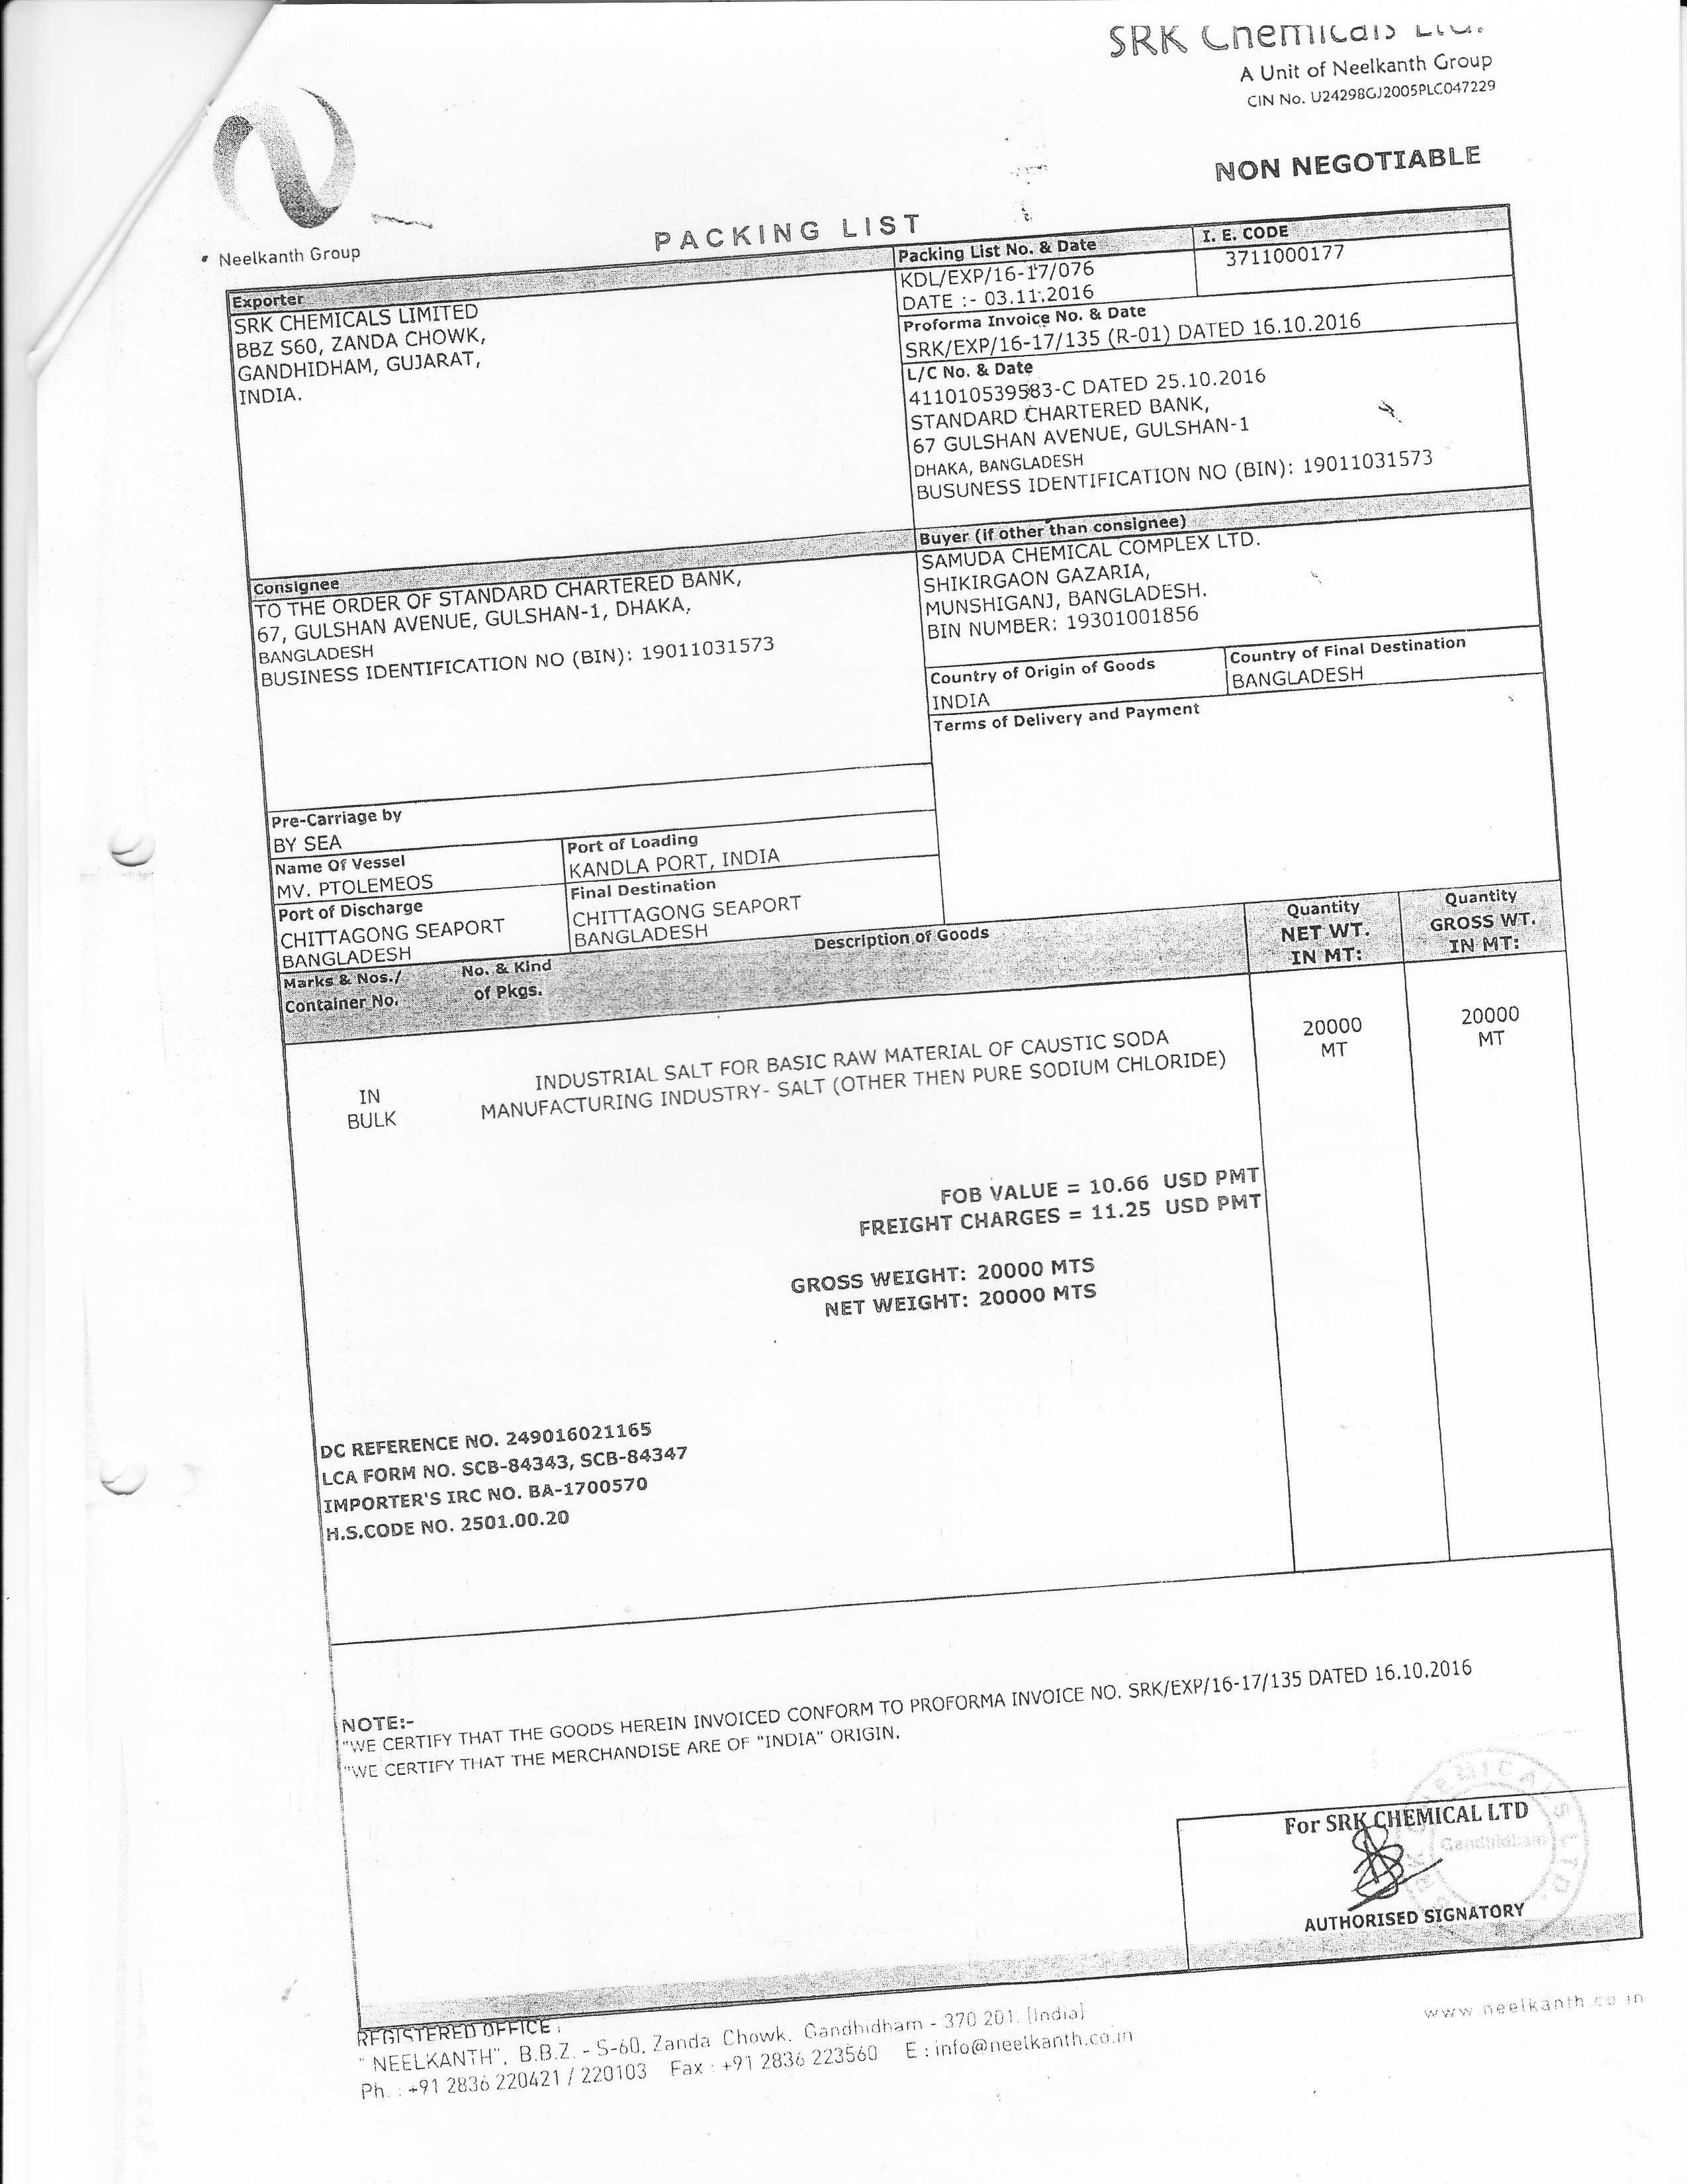 SRK Chemicals Ltd.
A Unit of Neelkanth Group
CIN No. U24298GJ2005PLC047229
NON NEGOTIABLE
Neelkanth Group
PACKING LIST
Exporter
SRK CHEMICALS LIMITED
BBZ S60, ZANDA CHOWK,
GANDHIDHAM, GUJARAT,
INDIA.
Packing List No. & Date
KDL/EXP/16-17/076
DATE :- 03.11.2016
I. E. CODE
3711000177
Proforma Invoice No. & Date
SRK/EXP/16-17/135 (R-01) DATED 16.10.2016
L/C No. & Date
411010539583-C DATED 25.10.2016
STANDARD CHARTERED BANK,
67 GULSHAN AVENUE, GULSHAN-1
DHAKA, BANGLADESH
BUSUNESS IDENTIFICATION NO (BIN): 19011031573
Consignee
TO THE ORDER OF STANDARD CHARTERED BANK,
67, GULSHAN AVENUE, GULSHAN-1, DHAKA,
BANGLADESH
BUSINESS IDENTIFICATION NO (BIN): 19011031573
Buyer (if other than consignee)
SAMUDA CHEMICAL COMPLEX LTD.
SHIKIRGAON GAZARIA,
MUNSHIGANJ, BANGLADESH.
BIN NUMBER: 19301001856
Country of Origin of Goods
INDIA
Country of Final Destination
BANGLADESH
Terms of Delivery and Payment
Pre-Carriage by
BY SEA
Name Of Vessel
MV. PTOLEMEOS
Port of Loading
KANDLA PORT, INDIA
Port of Discharge
CHITTAGONG SEAPORT
BANGLADESH
Final Destination
CHITTAGONG SEAPORT
BANGLADESH
Marks & Nos./
Container No.
No. & Kind
of Pkgs.
Description of Goods
Quantity
NET WT.
IN MT:
Quantity
GROSS WT.
IN MT:
IN
BULK
INDUSTRIAL SALT FOR BASIC RAW MATERIAL OF CAUSTIC SODA
MANUFACTURING INDUSTRY- SALT (OTHER THEN PURE SODIUM CHLORIDE)
20000
MT
20000
MT
FOB VALUE = 10.66 USD PMT
FREIGHT CHARGES = 11.25 USD PMT
GROSS WEIGHT: 20000 MTS
NET WEIGHT: 20000 MTS
DC REFERENCE NO. 249016021165
LCA FORM NO. SCB-84343, SCB-84347
IMPORTER'S IRC NO. BA-1700570
H.S.CODE NO. 2501.00.20
NOTE:-
"WE CERTIFY THAT THE GOODS HEREIN INVOICED CONFORM TO PROFORMA INVOICE NO. SRK/EXP/16-17/135 DATED 16.10.2016
"WE CERTIFY THAT THE MERCHANDISE ARE OF "INDIA" ORIGIN.
For SRK CHEMICAL LTD
SRK CHEMICALS LTD.
Gandhidham
AUTHORISED SIGNATORY
REGISTERED OFFICE :
" NEELKANTH", B.B.Z. - S-60, Zanda Chowk, Gandhidham - 370 201. (India)
Ph. : +91 2836 220421 / 220103 Fax : +91 2836 223560 E : info@neelkanth.co.in
www.neelkanth.co.in